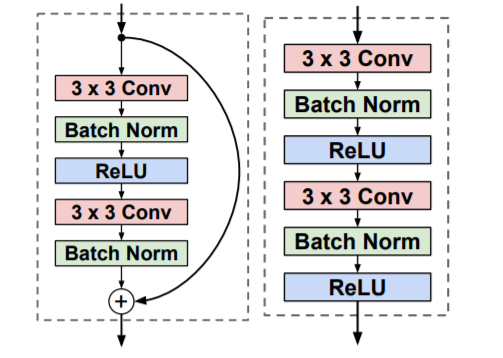 3 x 3 Conv
Batch Norm
ReLU
3 x 3 Conv
Batch Norm
+
3 x 3 Conv
Batch Norm
ReLU
3 x 3 Conv
Batch Norm
ReLU